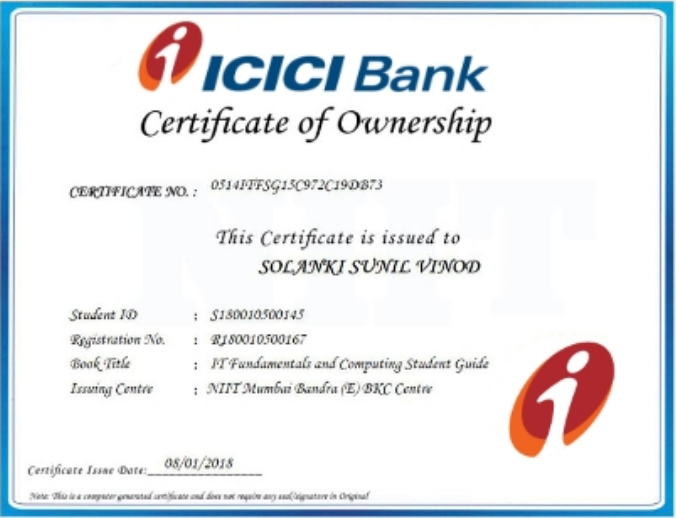 ICICI Bank
Certificate of Ownership
CERTIFICATE NO. : 0514ITFSG15C972C19DB73
This Certificate is issued to
SOLANKI SUNIL VINOD
Student ID : S180010500145
Registration No. : R180010500167
Book Title : IT Fundamentals and Computing Student Guide
Issuing Centre : NIIT Mumbai Bandra (E) BKC Centre
Certificate Issue Date: 08/01/2018
Note: This is a computer generated certificate and does not require any seal/signature in Original
NIIT